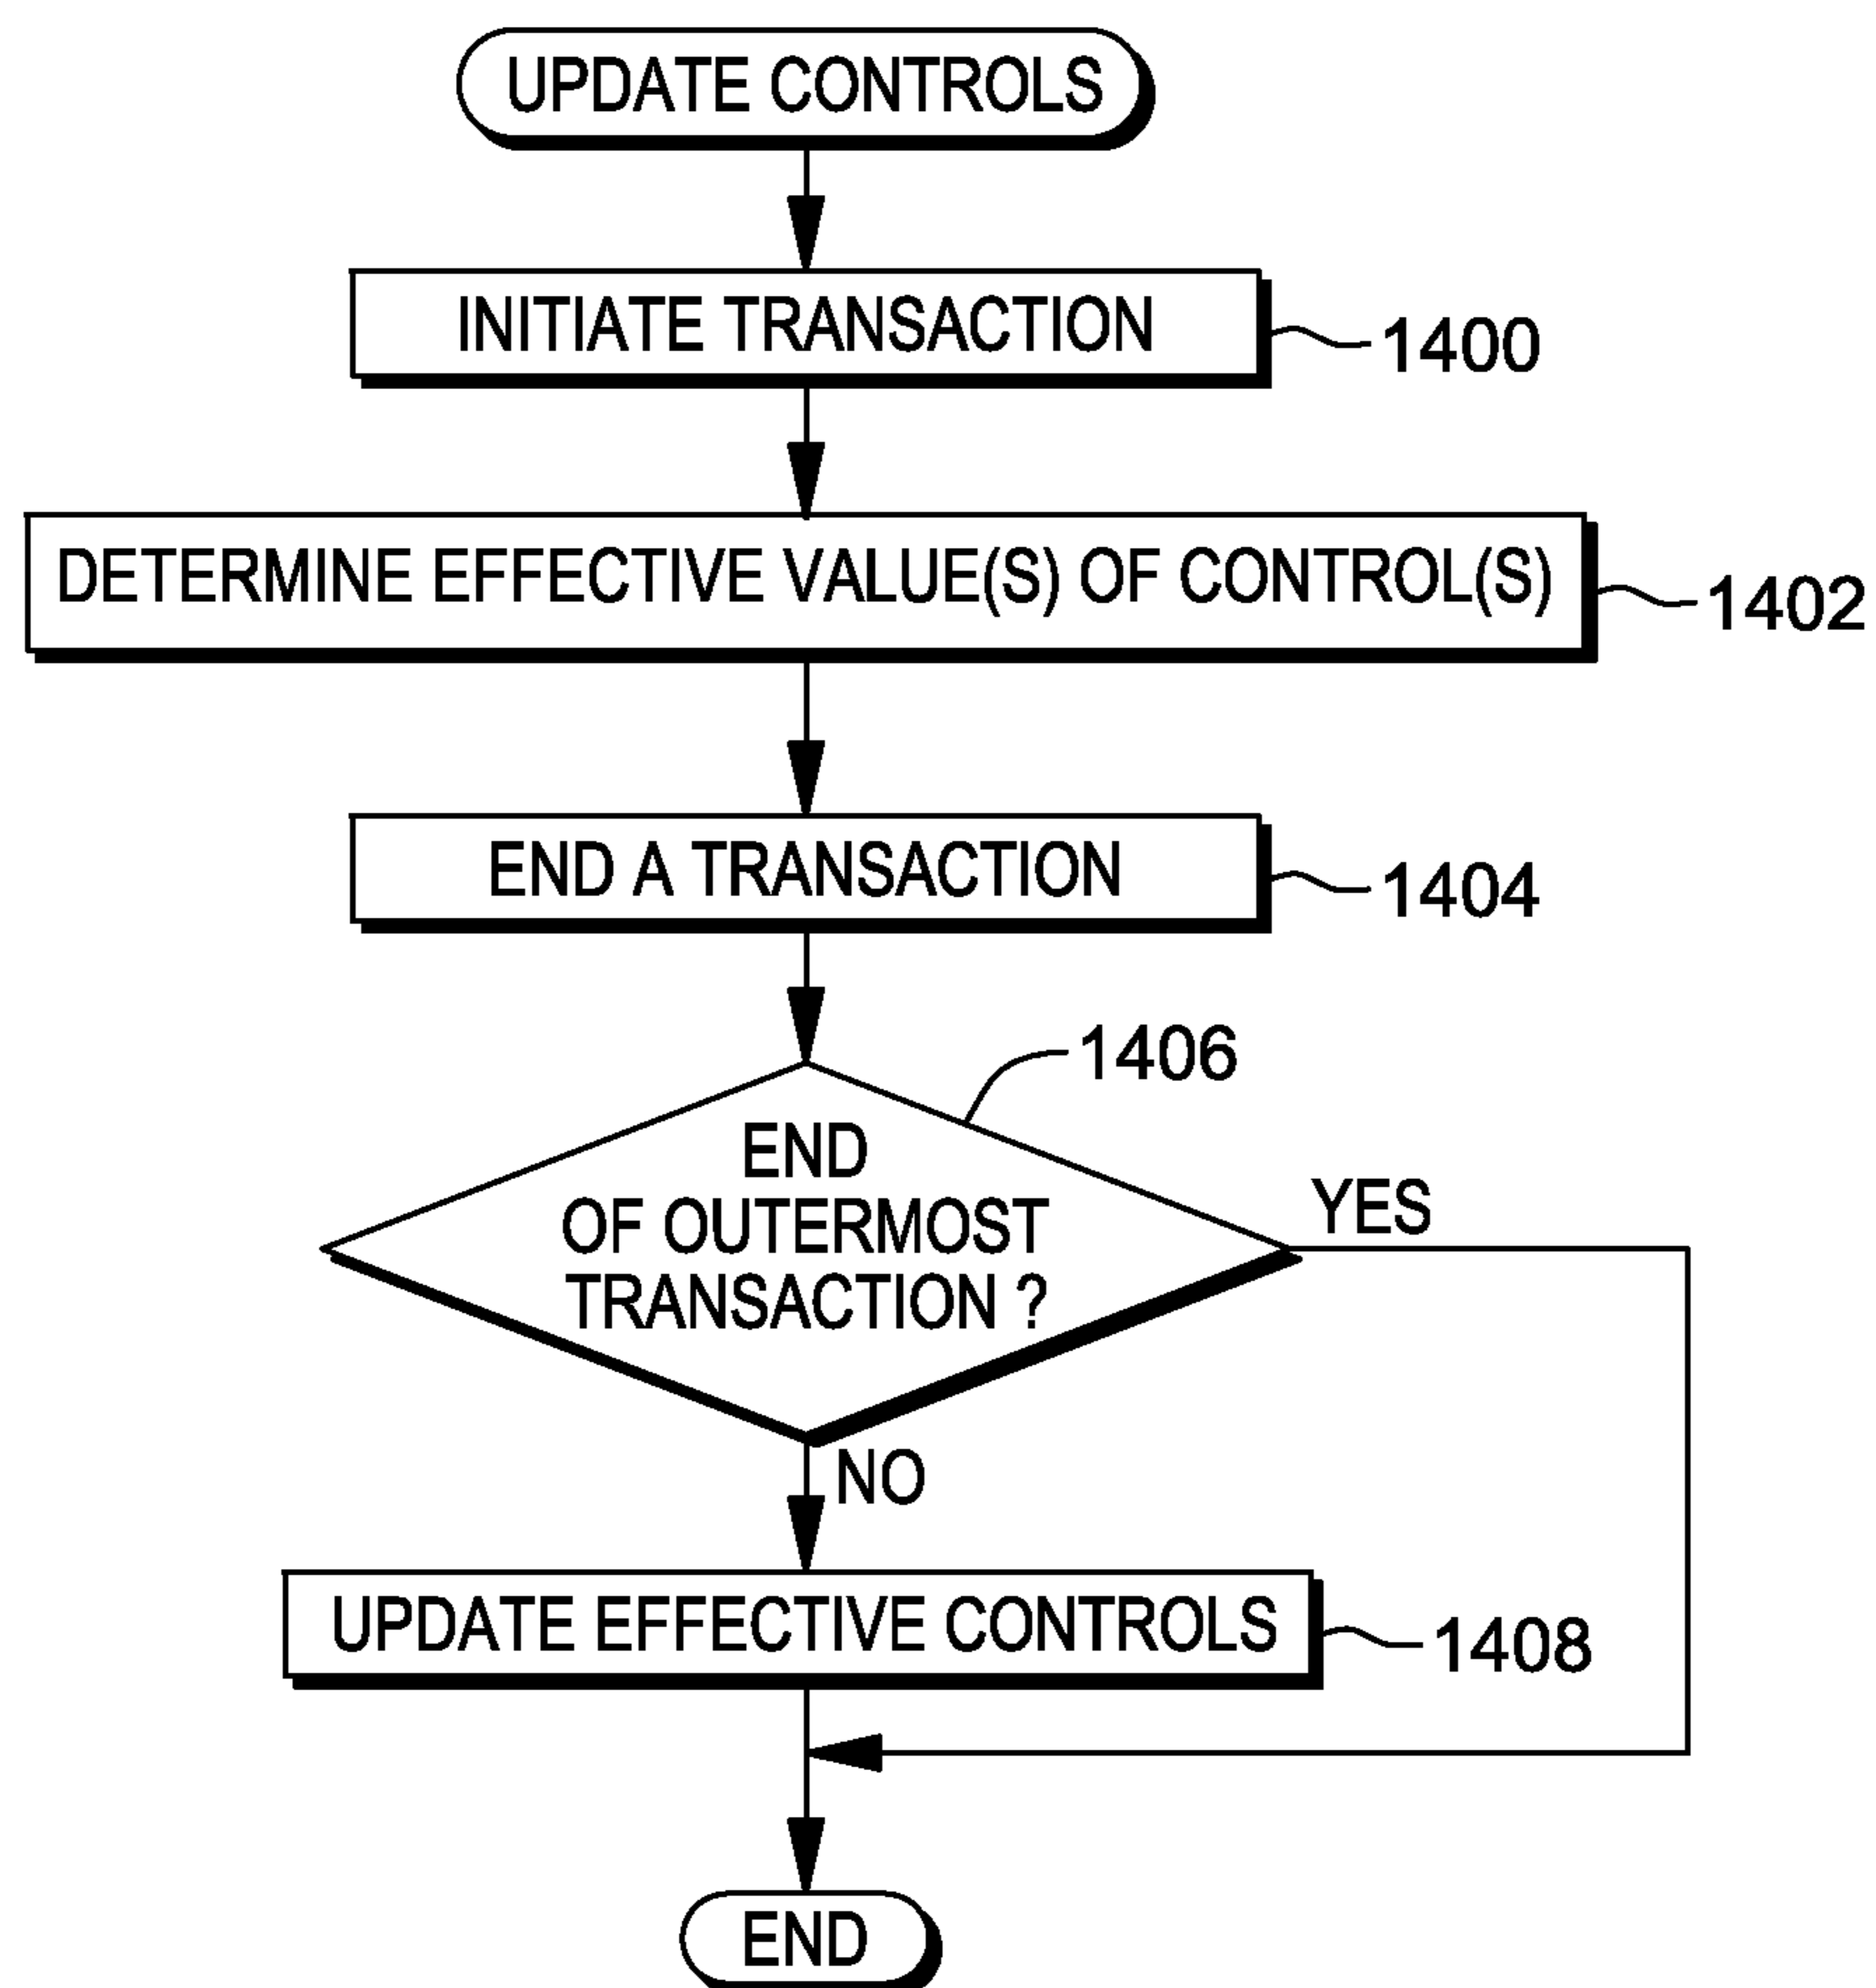 UPDATE CONTROLS
INITIATE TRANSACTION
1400
DETERMINE EFFECTIVE VALUE(S) OF CONTROL(S)
1402
END A TRANSACTION
1404
1406
END
OF OUTERMOST
TRANSACTION ?
YES
NO
UPDATE EFFECTIVE CONTROLS
1408
END